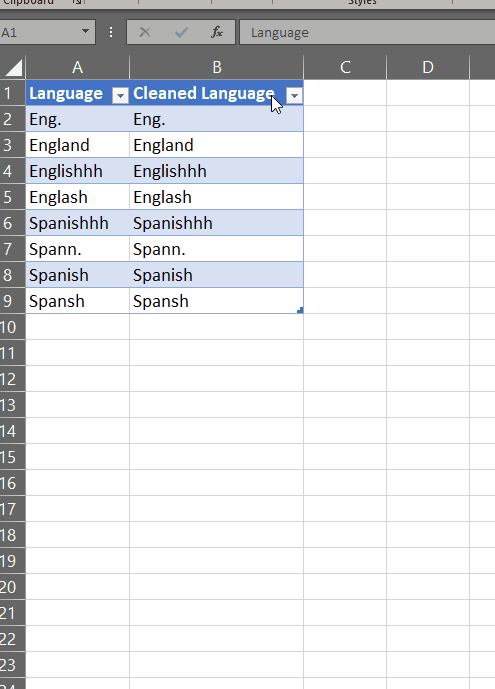 Clipboard Styles
A1 fx Language
A B C D
1 Language Cleaned Language
2 Eng. Eng.
3 England England
4 Englishhh Englishhh
5 Englash Englash
6 Spanishhh Spanishhh
7 Spann. Spann.
8 Spanish Spanish
9 Spansh Spansh
10
11
12
13
14
15
16
17
18
19
20
21
22
23
24